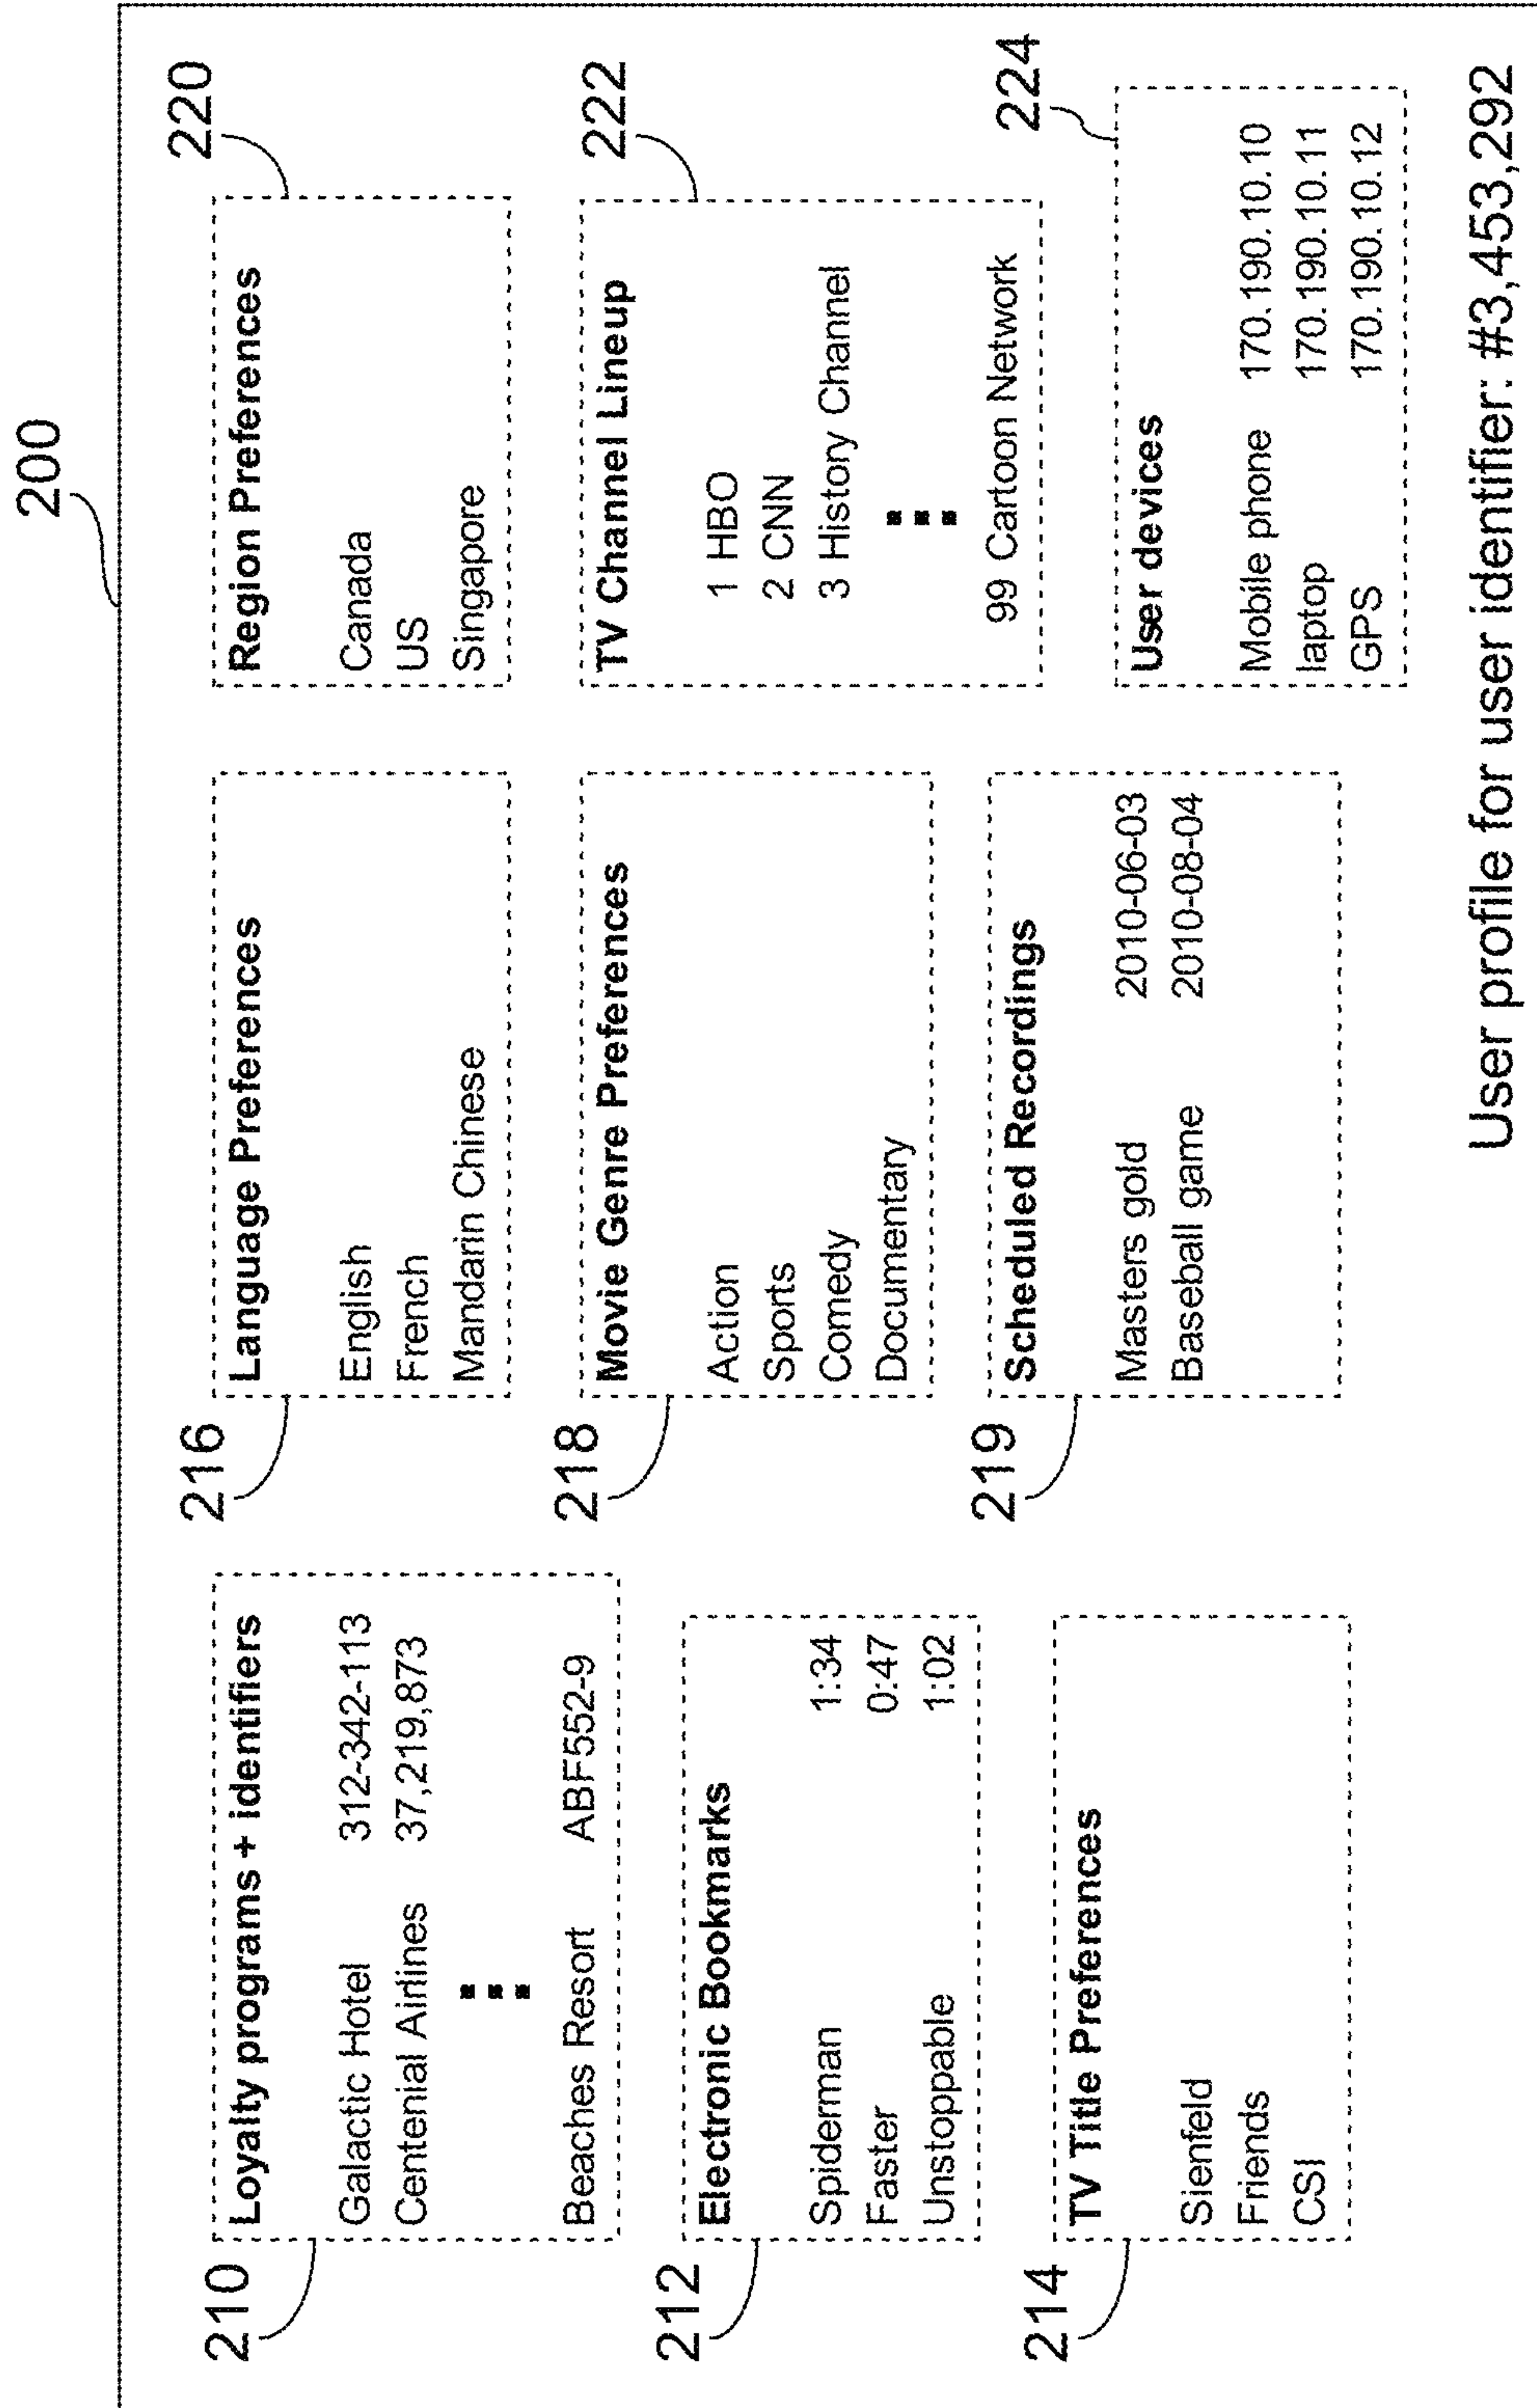 200
210
Loyalty programs + identifiers
Galactic Hotel 312-342-113
Centenial Airlines 37,219,873
Beaches Resort ABF552-9
212
Electronic Bookmarks
Spiderman 1:34
Faster 0:47
Unstoppable 1:02
214
TV Title Preferences
Sienfeld
Friends
CSI
216
Language Preferences
English
French
Mandarin Chinese
218
Movie Genre Preferences
Action
Sports
Comedy
Documentary
219
Scheduled Recordings
Masters gold 2010-06-03
Baseball game 2010-08-04
220
Region Preferences
Canada
US
Singapore
222
TV Channel Lineup
1 HBO
2 CNN
3 History Channel
99 Cartoon Network
224
User devices
Mobile phone 170.190.10.10
laptop 170.190.10.11
GPS 170.190.10.12
User profile for user identifier: #3,453,292